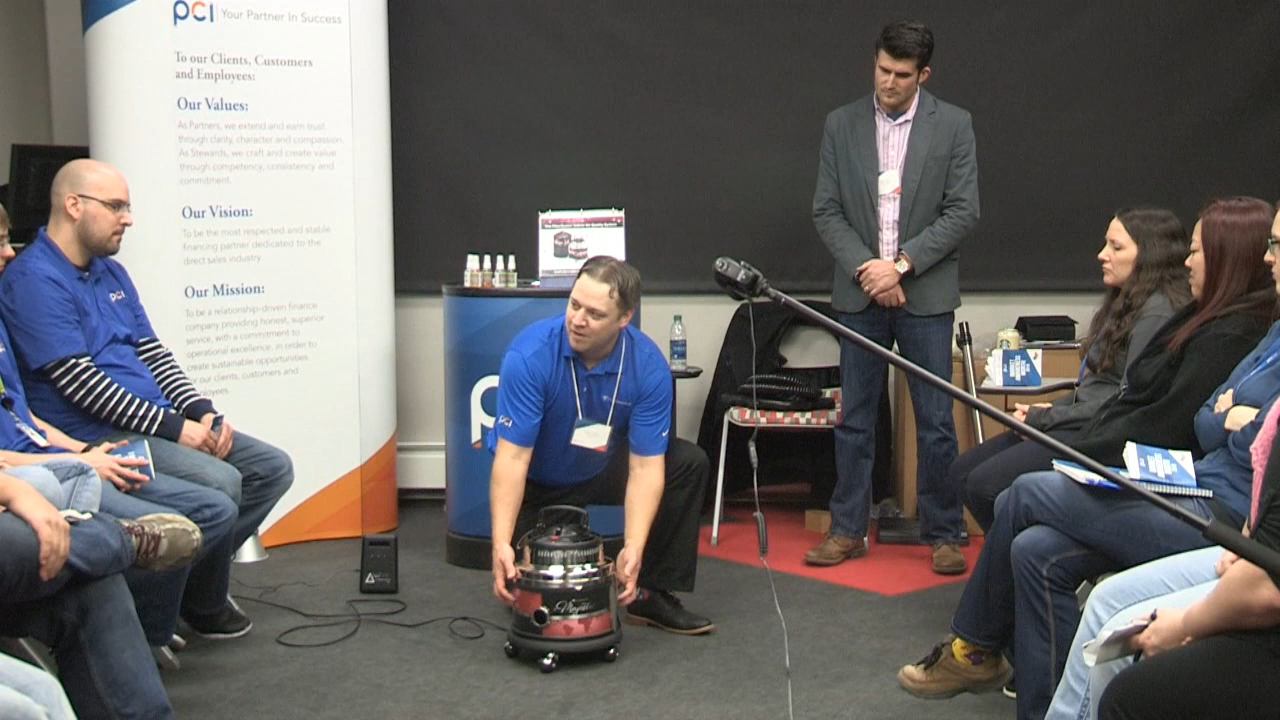 pci Your Partner In Success
To our Clients, Customers
and Employees:
Our Values:
As Partners, we extend and earn trust
through clarity, character and compassion.
As Stewards, we craft and create value
through competency, consistency and
commitment.
Our Vision:
To be the most respected and stable
financing partner dedicated to the
direct sales industry.
Our Mission:
To be a relationship-driven finance
company providing honest, superior
service, with a commitment to
operational excellence, in order to
create sustainable opportunities
for our clients, customers and
employees.
pci
pci
p